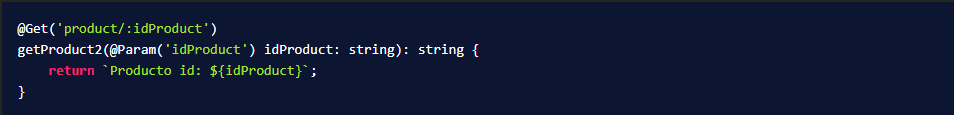 @Get('product/:idProduct')
getProduct2(@Param('idProduct') idProduct: string): string {
    return `Producto id: ${idProduct}`;
}